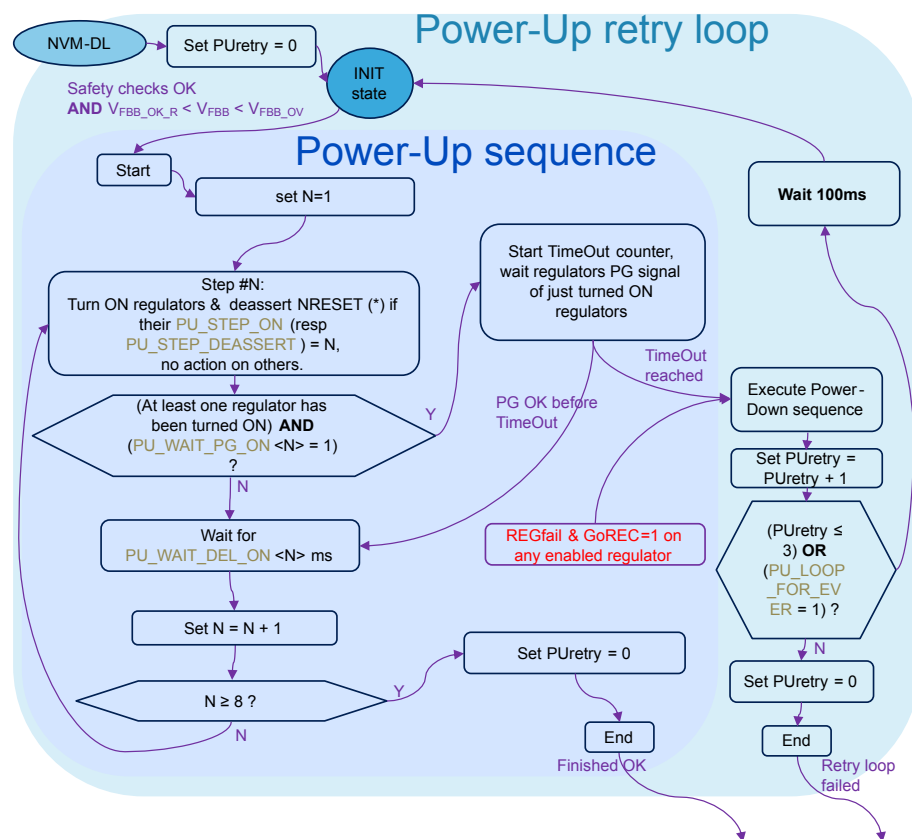 Power-Up retry loop
NVM-DL
Set PUretry = 0
INIT
state
Safety checks OK
AND VFBB_OK_R < VFBB < VFBB_OV
Power-Up sequence
Start
set N=1
Wait 100ms
Start TimeOut counter,
wait regulators PG signal
of just turned ON
regulators
Step #N:
Turn ON regulators & deassert NRESET (*) if
their PU_STEP_ON (resp
PU_STEP_DEASSERT ) = N,
no action on others.
TimeOut
reached
(At least one regulator has
been turned ON) AND
(PU_WAIT_PG_ON <N> = 1)
?
Y
PG OK before
TimeOut
Execute Power-
Down sequence
Set PUretry =
PUretry + 1
N
Wait for
PU_WAIT_DEL_ON <N> ms
REGfail & GoREC=1 on
any enabled regulator
(PUretry ≤
3) OR
(PU_LOOP
_FOR_EV
ER = 1) ?
Set N = N + 1
N
Set PUretry = 0
Set PUretry = 0
N ≥ 8 ?
Y
N
End
End
Finished OK
Retry loop
failed